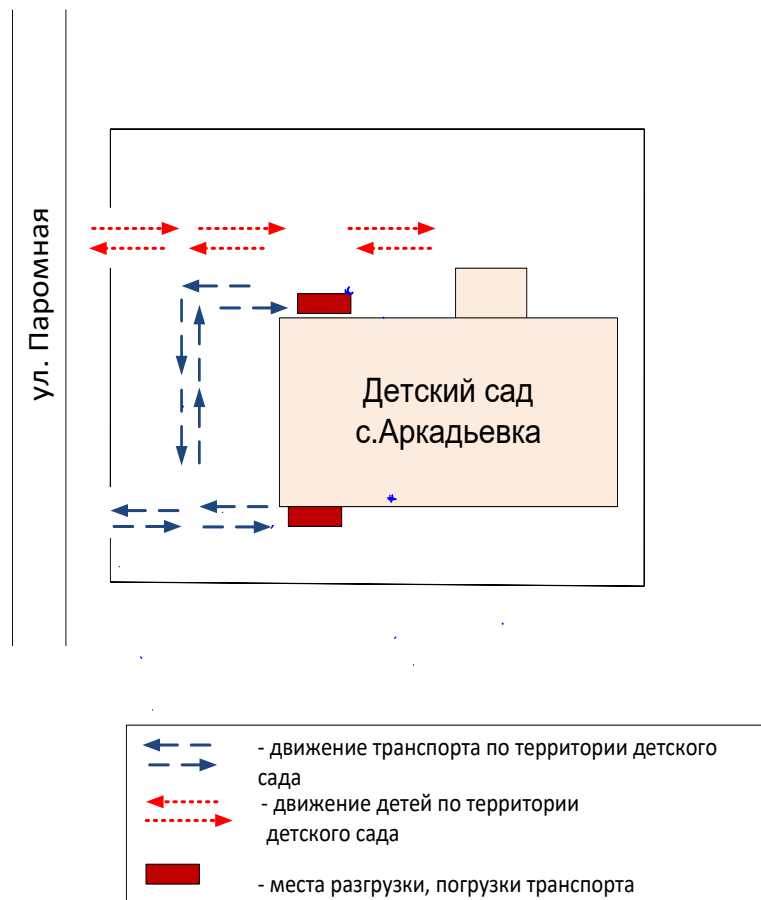 ул. Паромная
Детский сад
с.Аркадьевка
- движение транспорта по территории детского
сада
- движение детей по территории
детского сада
- места разгрузки, погрузки транспорта